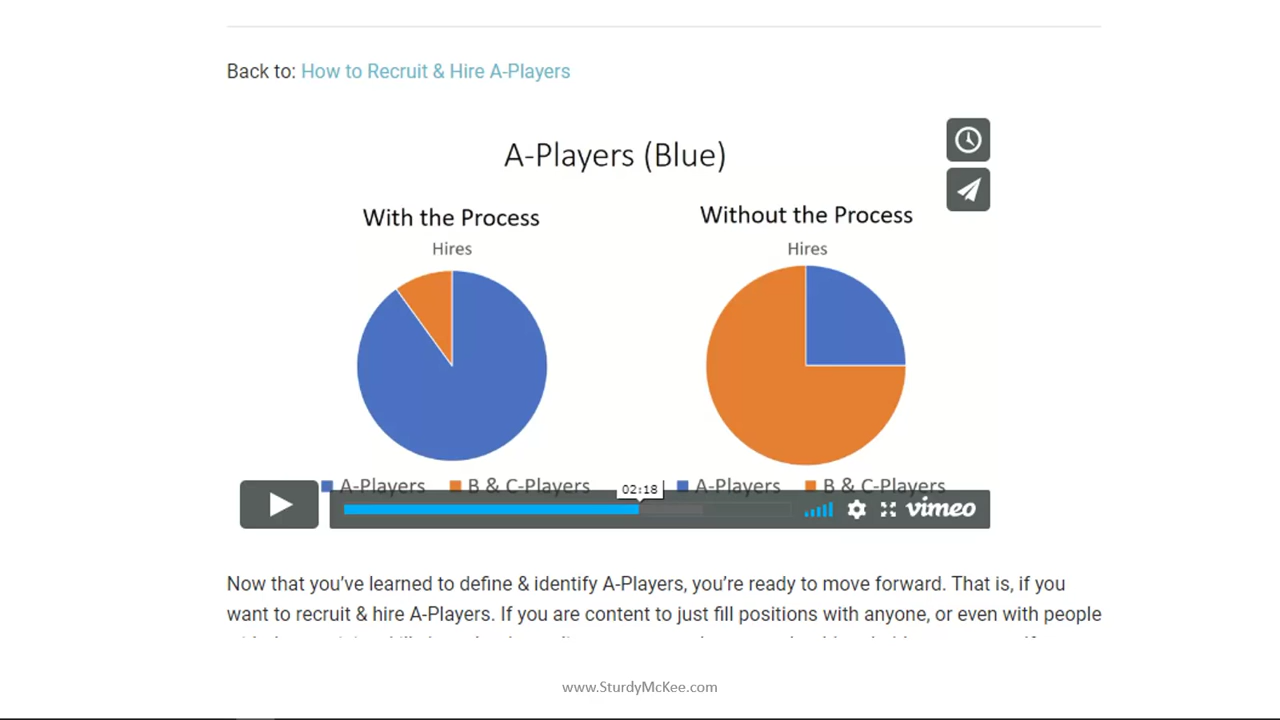 Back to: How to Recruit & Hire A-Players
A-Players (Blue)
With the Process
Without the Process
Hires
Hires
A-Players
B & C-Players
A-Players
B & C-Players
02:18
vimeo
Now that you’ve learned to define & identify A-Players, you’re ready to move forward. That is, if you
want to recruit & hire A-Players. If you are content to just fill positions with anyone, or even with people
www.SturdyMcKee.com